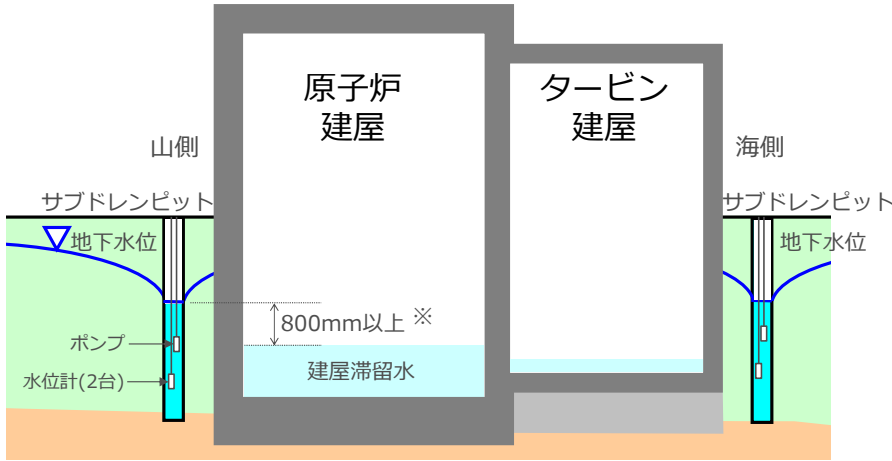 原子炉
建屋
タービン
建屋
山側
海側
サブドレンピット
サブドレンピット
地下水位
地下水位
800mm以上※
ポンプ
建屋滞留水
水位計(2台)